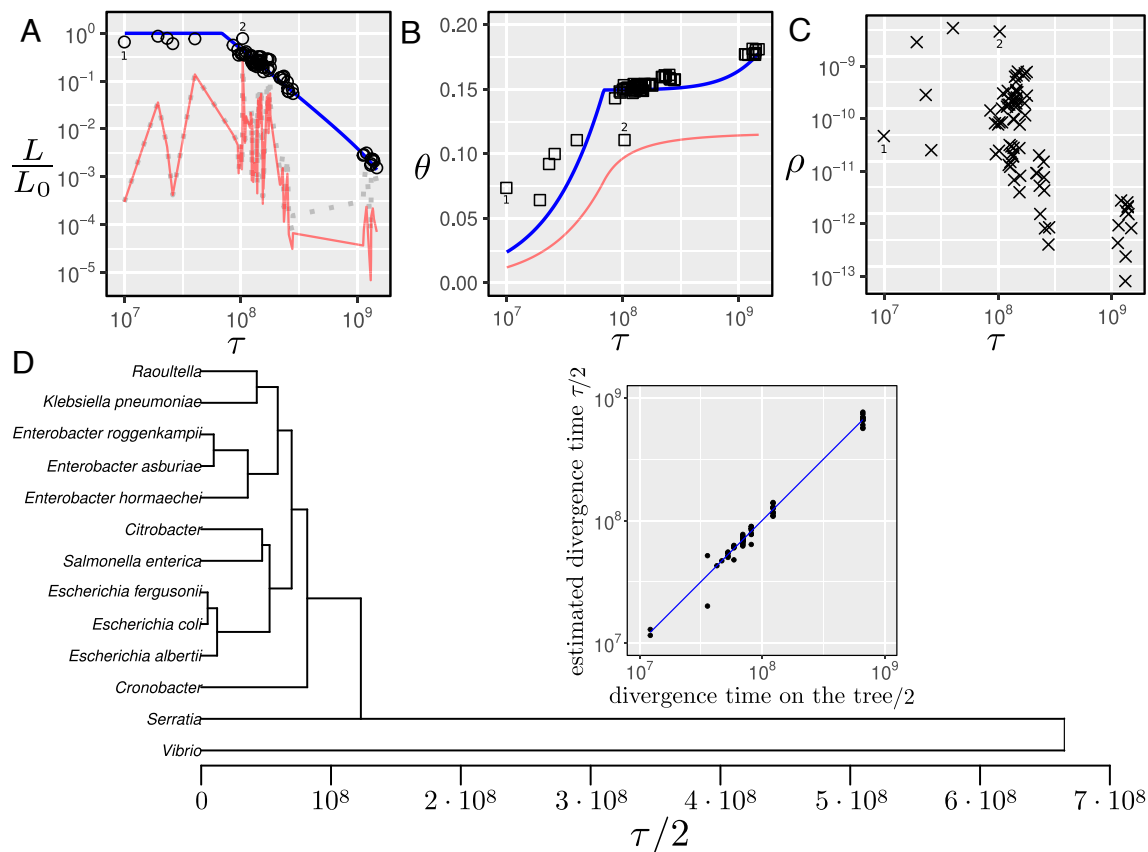 A
10^0
10^-1
10^-2
10^-3
10^-4
10^-5
L
L_0
1
2
10^7
10^8
10^9
τ
B
0.20
0.15
0.10
0.05
0.00
θ
1
2
10^7
10^8
10^9
τ
C
10^-9
10^-10
10^-11
10^-12
10^-13
ρ
1
2
10^7
10^8
10^9
τ
D
Raoultella
Klebsiella pneumoniae
Enterobacter roggenkampii
Enterobacter asburiae
Enterobacter hormaechei
Citrobacter
Salmonella enterica
Escherichia fergusonii
Escherichia coli
Escherichia albertii
Cronobacter
Serratia
Vibrio
estimated divergence time τ/2
10^9
10^8
10^7
10^7
10^8
10^9
divergence time on the tree/2
0
10^8
2·10^8
3·10^8
4·10^8
5·10^8
6·10^8
7·10^8
τ/2